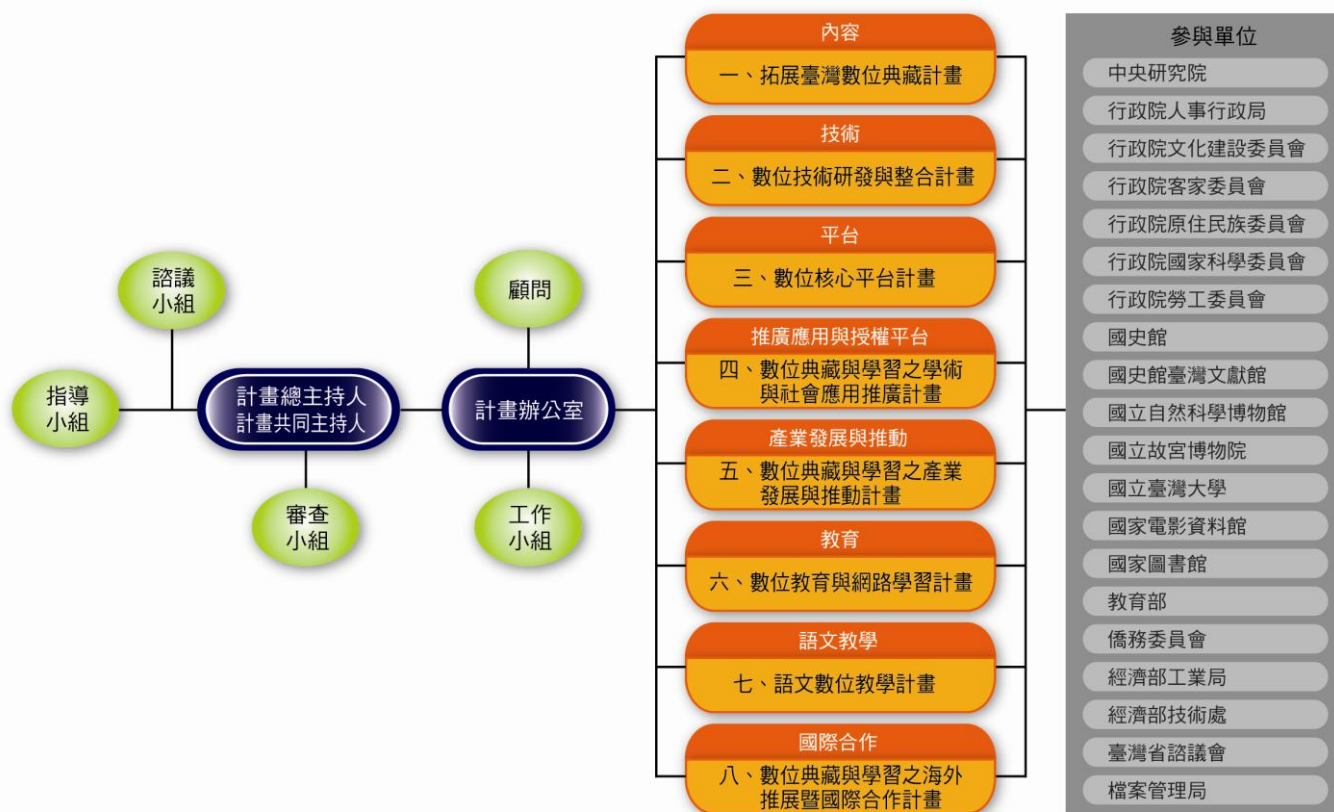 諮議
小組
指導
小組
計畫總主持人
計畫共同主持人
審查
小組
顧問
計畫辦公室
工作
小組
內容
一、拓展臺灣數位典藏計畫
技術
二、數位技術研發與整合計畫
平台
三、數位核心平台計畫
推廣應用與授權平台
四、數位典藏與學習之學術
與社會應用推廣計畫
產業發展與推動
五、數位典藏與學習之產業
發展與推動計畫
教育
六、數位教育與網路學習計畫
語文教學
七、語文數位教學計畫
國際合作
八、數位典藏與學習之海外
推展暨國際合作計畫
參與單位
中央研究院
行政院人事行政局
行政院文化建設委員會
行政院客家委員會
行政院原住民族委員會
行政院國家科學委員會
行政院勞工委員會
國史館
國史館臺灣文獻館
國立自然科學博物館
國立故宮博物院
國立臺灣大學
國家電影資料館
國家圖書館
教育部
僑務委員會
經濟部工業局
經濟部技術處
臺灣省諮議會
檔案管理局